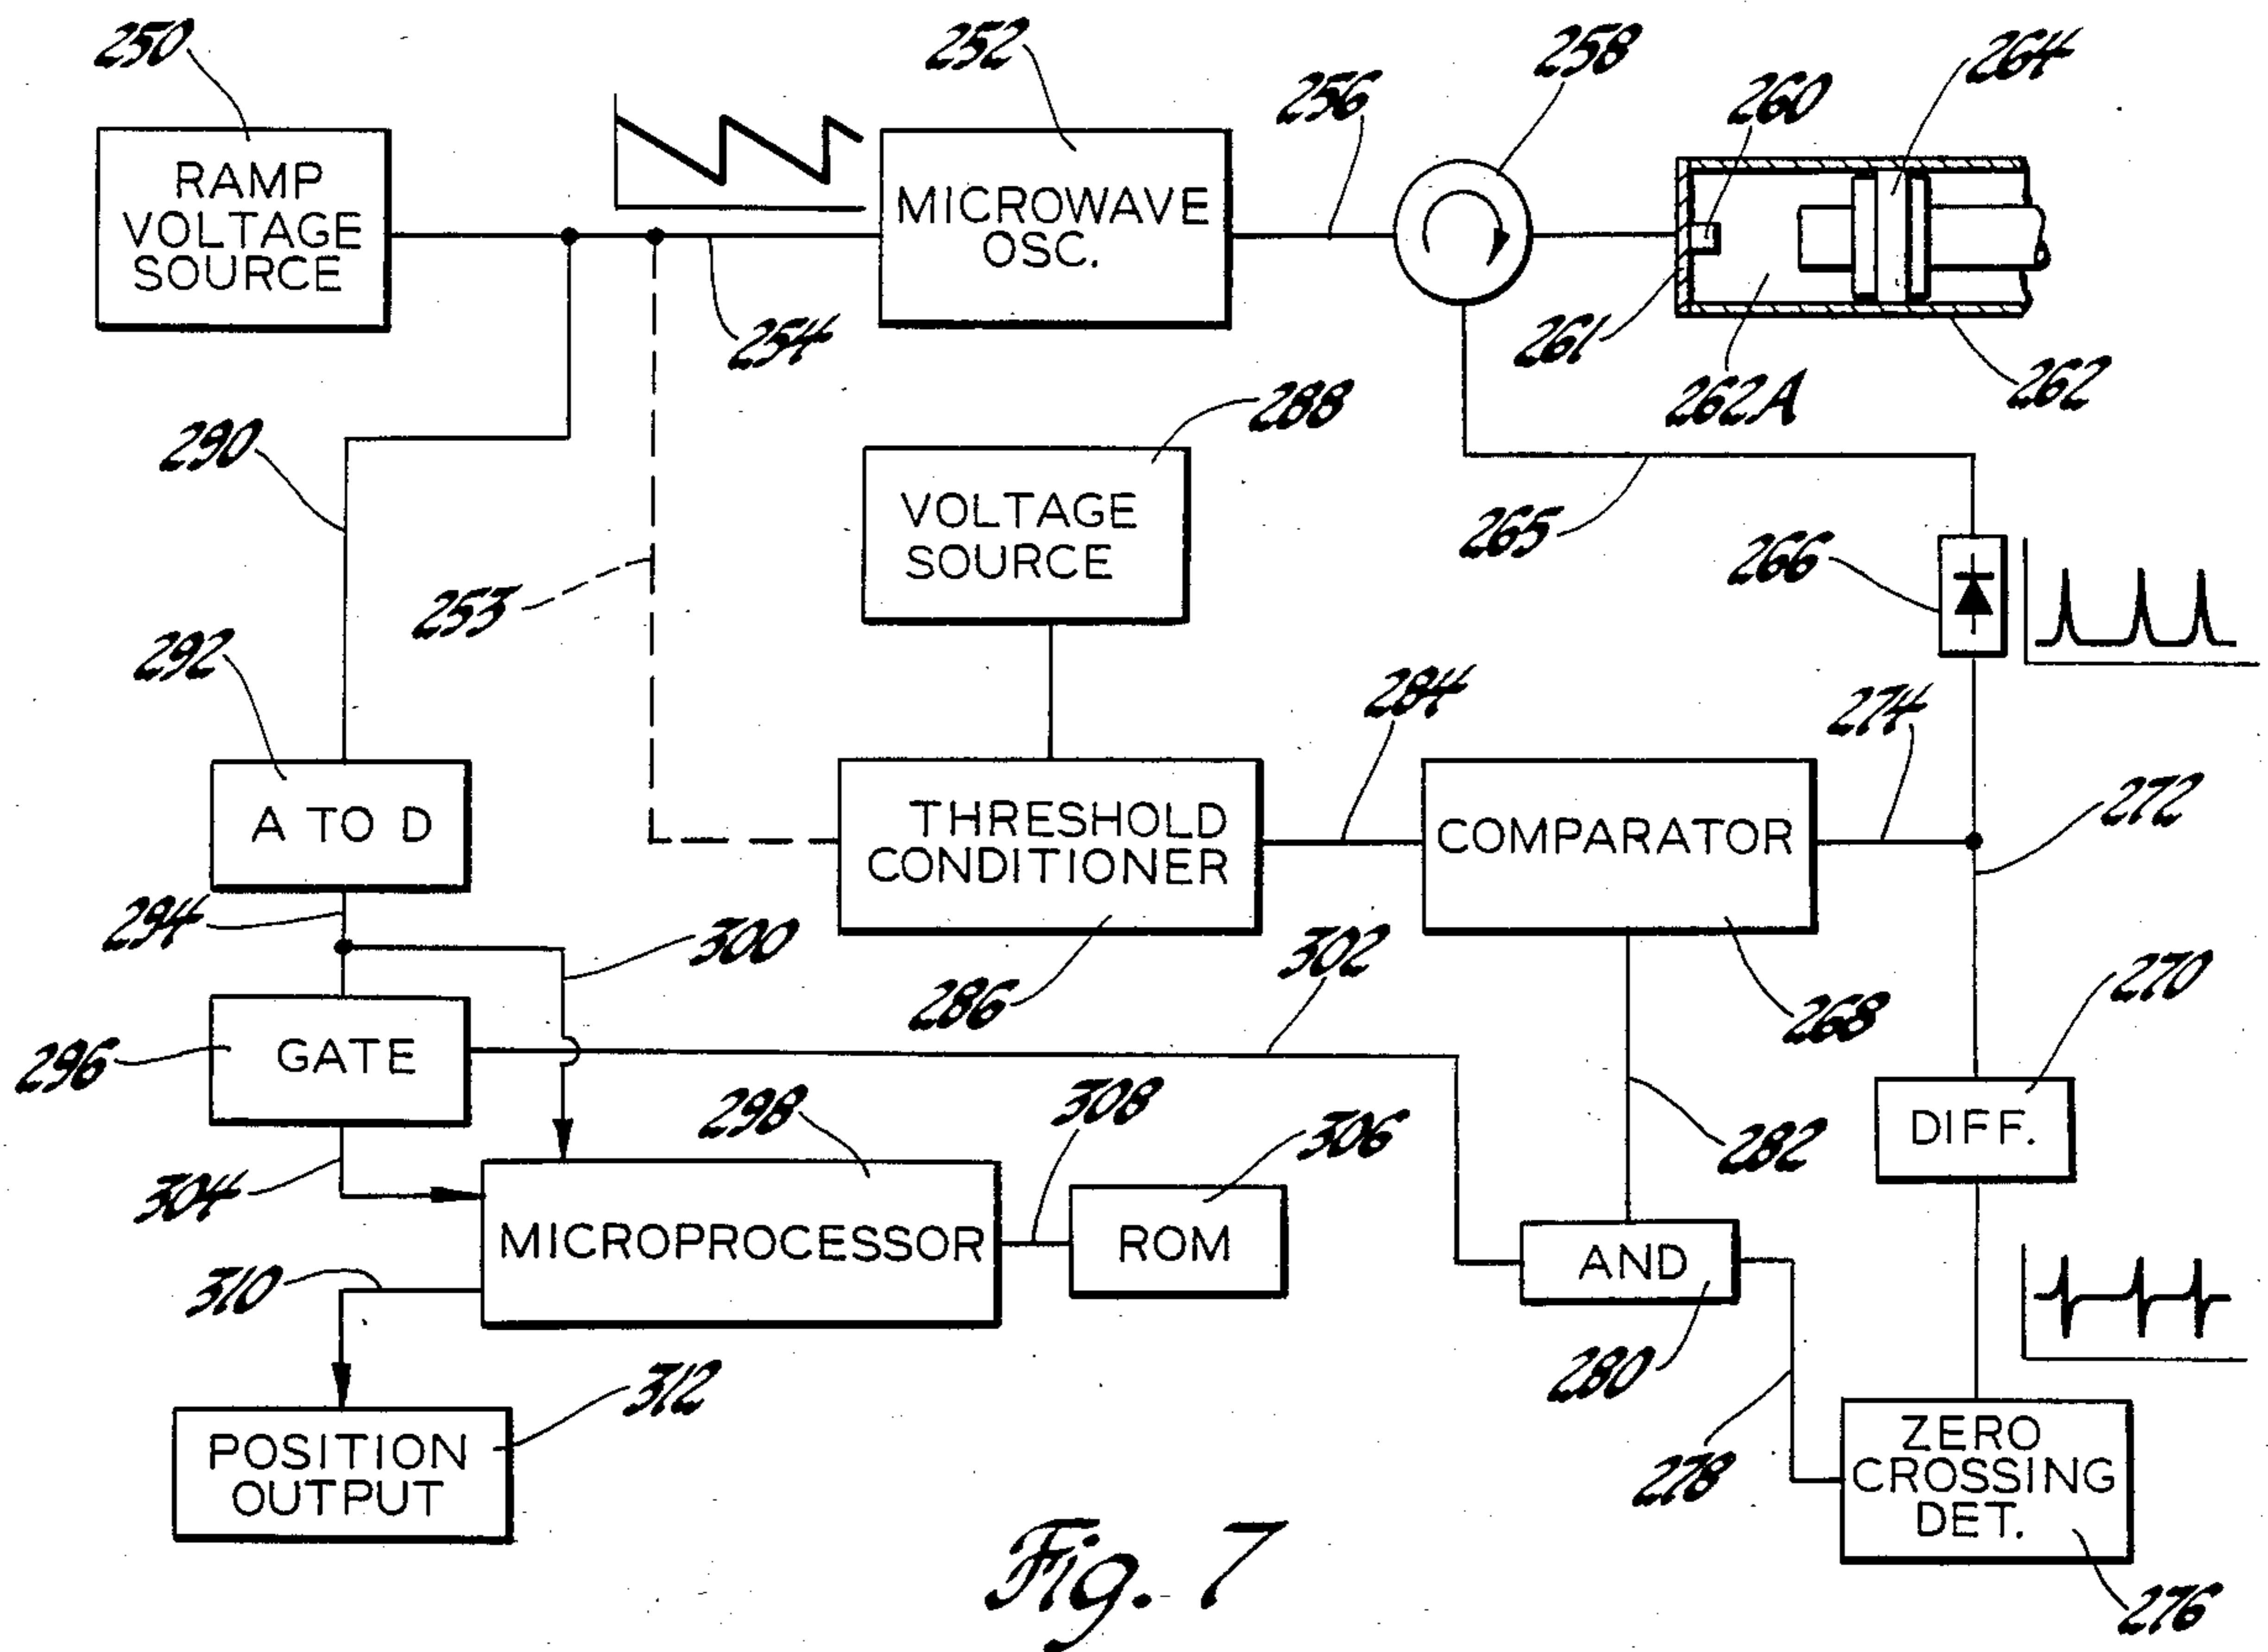 250
252
256
258
260
264
RAMP
VOLTAGE
SOURCE
MICROWAVE
OSC.
254
261
262A
262
290
288
VOLTAGE
SOURCE
265
266
253
292
284
274
272
A TO D
THRESHOLD
CONDITIONER
COMPARATOR
294
300
302
286
268
270
296
GATE
298
308
306
282
DIFF.
304
MICROPROCESSOR
ROM
AND
310
280
312
POSITION
OUTPUT
278
ZERO
CROSSING
DET.
276
Fig. 7